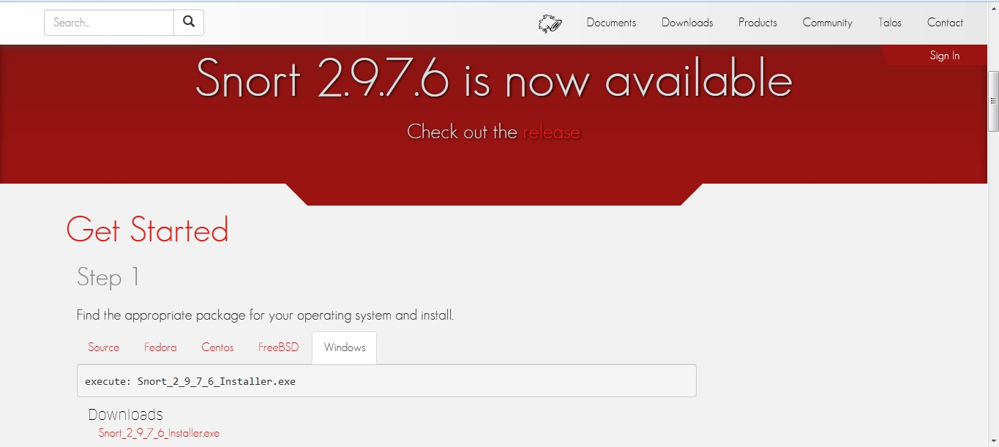 Search...
Documents Downloads Products Community Talos Contact
Sign In
Snort 2.9.7.6 is now available
Check out the release
Get Started
Step 1
Find the appropriate package for your operating system and install.
Source Fedora Centos FreeBSD Windows
execute: Snort_2_9_7_6_Installer.exe
Downloads
Snort_2_9_7_6_Installer.exe